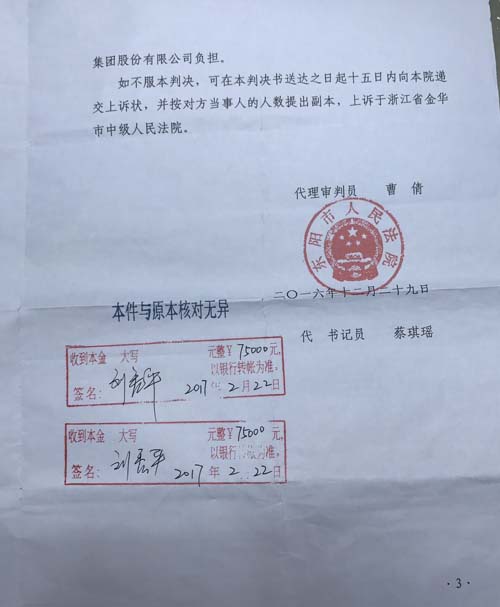 集团股份有限公司负担。
如不服本判决，可在本判决书送达之日起十五日内向本院递
交上诉状，并按对方当事人的人数提出副本，上诉于浙江省金华
市中级人民法院。
代理审判员 曹倩
东阳市人民法院
二〇一六年十二月二十九日
本件与原本核对无异
代 书记员 蔡琪瑶
收到本金 大写 元整¥75000元,
以银行转帐为准,
签名: 2017年2月22日
收到本金 大写 元整¥75000元,
以银行转帐为准,
签名: 2017年2.22日
·3·